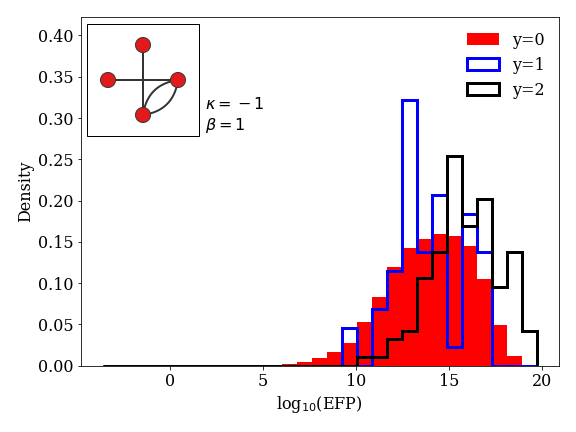 0.40
0.35
0.30
0.25
0.20
0.15
0.10
0.05
0.00
Density
κ = −1
β = 1
y=0
y=1
y=2
0 5 10 15 20
log₁₀(EFP)